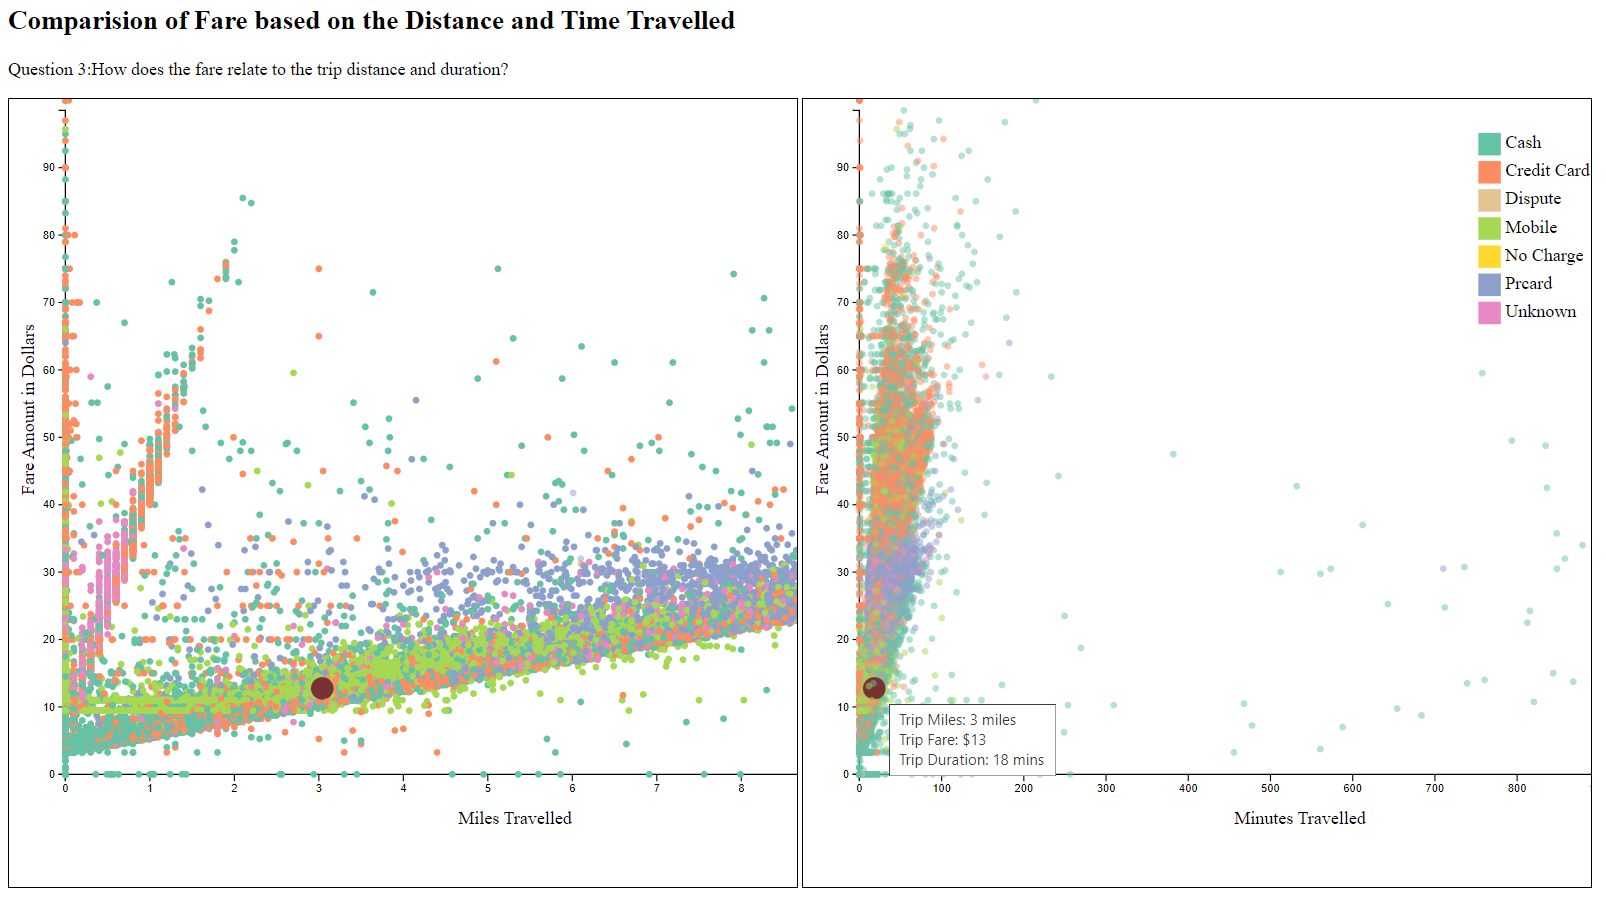 Comparision of Fare based on the Distance and Time Travelled
Question 3:How does the fare relate to the trip distance and duration?
90
80
70
60
50
40
30
20
10
0
Fare Amount in Dollars
0 1 2 3 4 5 6 7 8
Miles Travelled
90
80
70
60
50
40
30
20
10
0
Fare Amount in Dollars
0 100 200 300 400 500 600 700 800
Minutes Travelled
Cash
Credit Card
Dispute
Mobile
No Charge
Prcard
Unknown
Trip Miles: 3 miles
Trip Fare: $13
Trip Duration: 18 mins